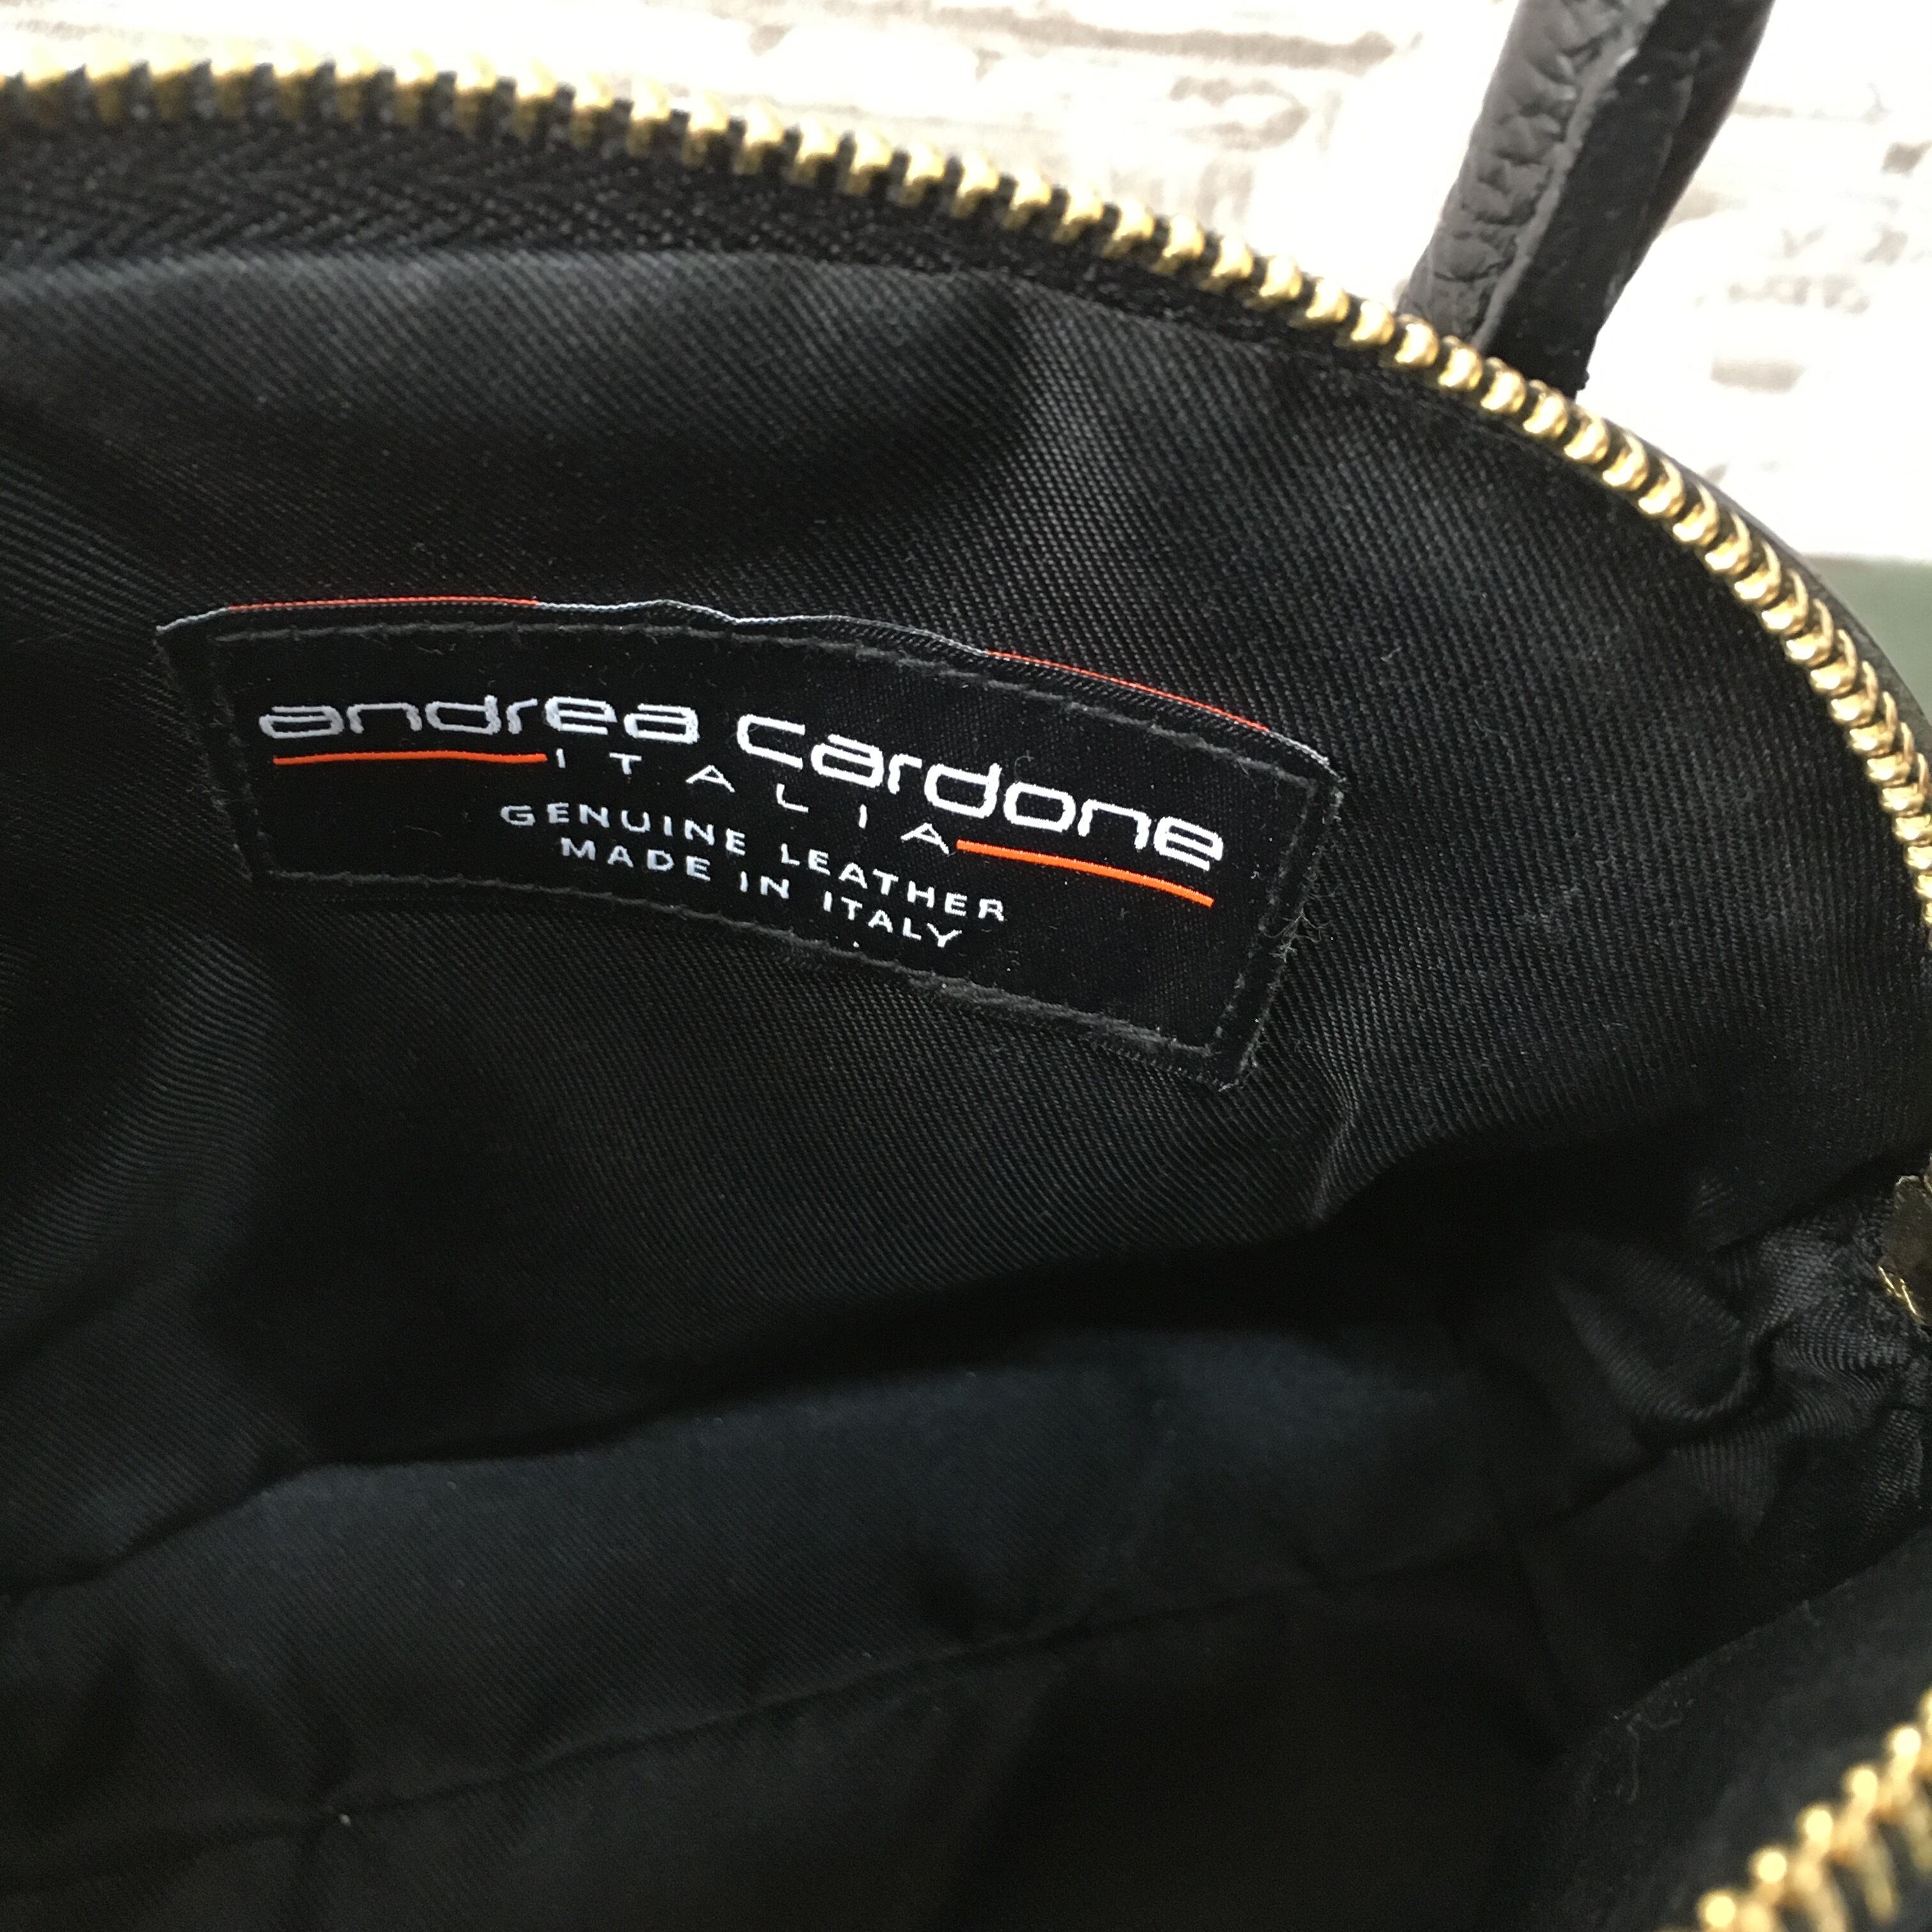 andrea cardone
ITALIA
GENUINE LEATHER
MADE IN ITALY